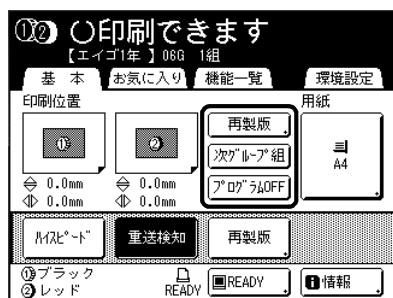 ①② 印刷できます
【エイゴ1年 】06G 1組
基 本 お気に入り 機能一覧 環境設定
印刷位置 用紙
① ② 再製版
次グループ組 A4
プログラムOFF
0.0mm 0.0mm
0.0mm 0.0mm
ハイスピード 重送検知 再製版
①ブラック
②レッド READY READY 情報